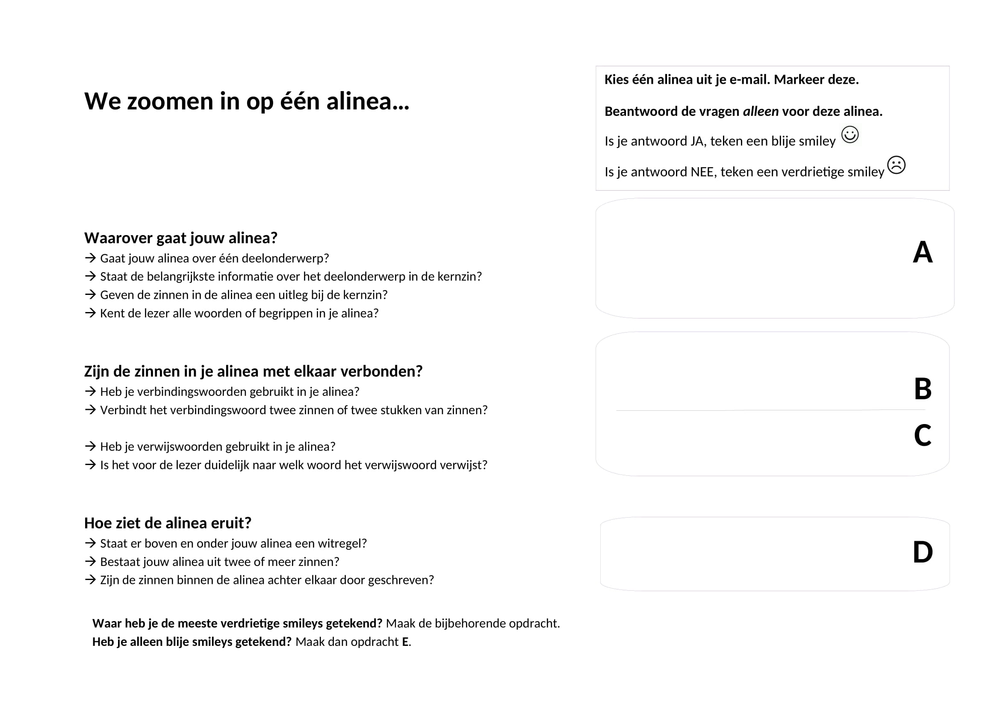 We zoomen in op één alinea...
Kies één alinea uit je e-mail. Markeer deze.
Beantwoord de vragen alleen voor deze alinea.
Is je antwoord JA, teken een blije smiley
Is je antwoord NEE, teken een verdrietige smiley
Waarover gaat jouw alinea?
→ Gaat jouw alinea over één deelonderwerp?
→ Staat de belangrijkste informatie over het deelonderwerp in de kernzin?
→ Geven de zinnen in de alinea een uitleg bij de kernzin?
→ Kent de lezer alle woorden of begrippen in je alinea?
A
Zijn de zinnen in je alinea met elkaar verbonden?
→ Heb je verbindingswoorden gebruikt in je alinea?
→ Verbindt het verbindingswoord twee zinnen of twee stukken van zinnen?
B
→ Heb je verwijswoorden gebruikt in je alinea?
→ Is het voor de lezer duidelijk naar welk woord het verwijswoord verwijst?
C
Hoe ziet de alinea eruit?
→ Staat er boven en onder jouw alinea een witregel?
→ Bestaat jouw alinea uit twee of meer zinnen?
→ Zijn de zinnen binnen de alinea achter elkaar door geschreven?
D
Waar heb je de meeste verdrietige smileys getekend? Maak de bijbehorende opdracht.
Heb je alleen blije smileys getekend? Maak dan opdracht E.